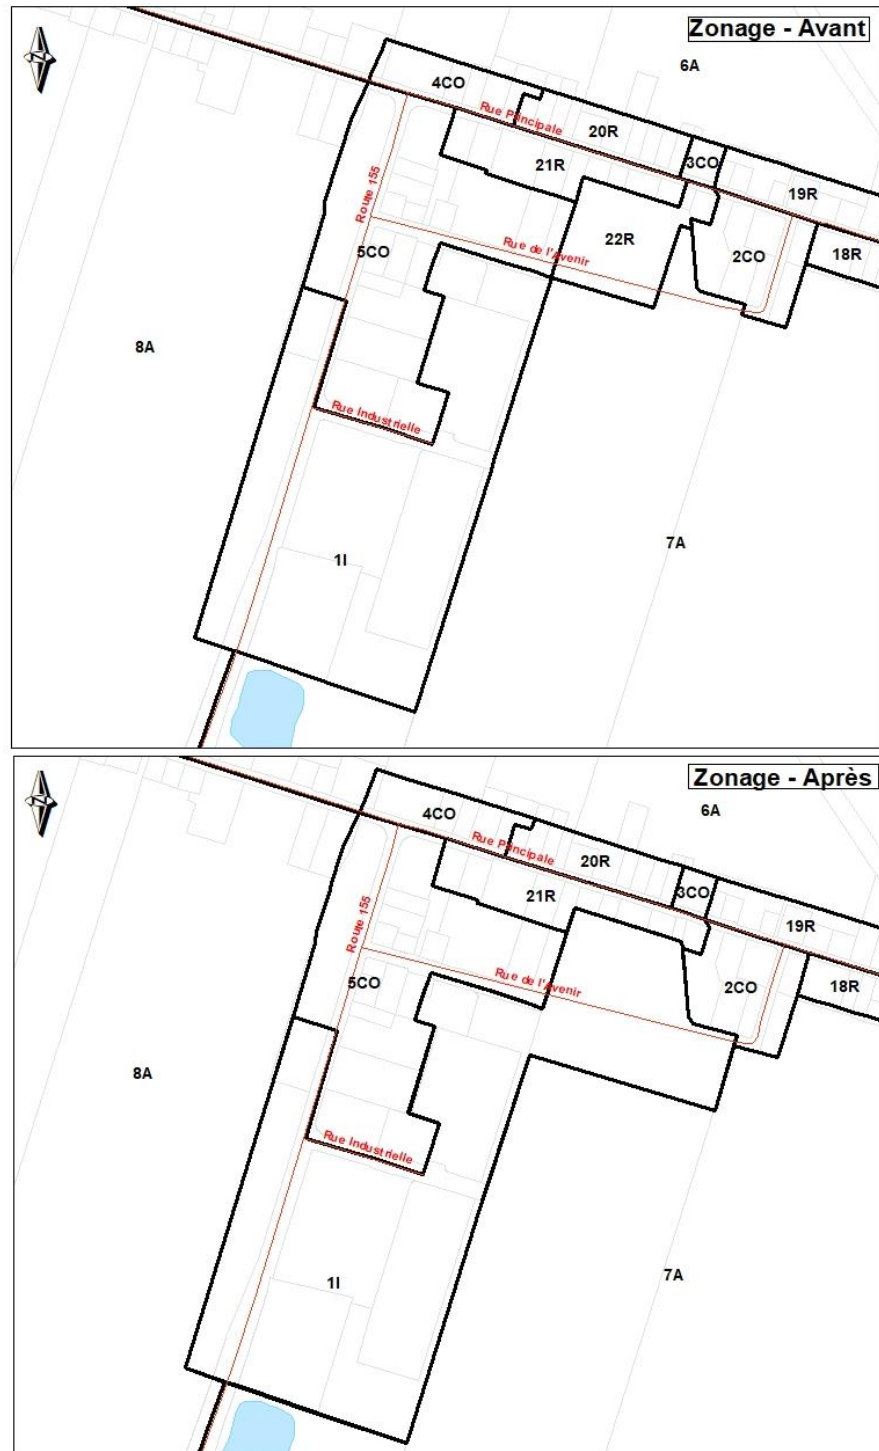 Zonage - Avant
6A
4CO
Rue Principale
20R
3CO
21R
19R
Route 155
22R
2CO
18R
5CO
Rue de l'Avenir
8A
Rue Industrielle
7A
1I
Zonage - Après
6A
4CO
Rue Principale
20R
3CO
21R
19R
Route 155
5CO
Rue de l'Avenir
2CO
18R
8A
Rue Industrielle
7A
1I